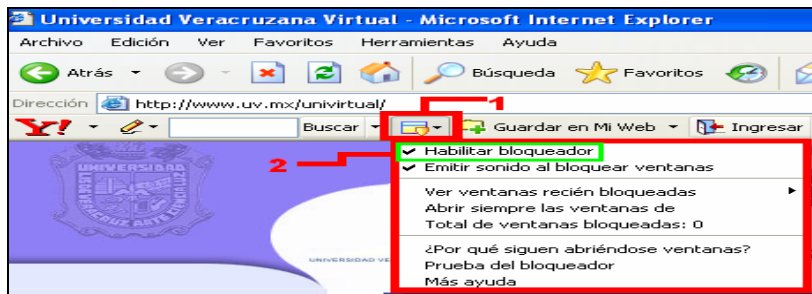 Universidad Veracruzana Virtual - Microsoft Internet Explorer
Archivo Edición Ver Favoritos Herramientas Ayuda
Atrás Búsqueda Favoritos
Dirección http://www.uv.mx/univirtual/
1
Y! Buscar Guardar en Mi Web Ingresar
2
Habilitar bloqueador
Emitir sonido al bloquear ventanas
Ver ventanas recién bloqueadas
Abrir siempre las ventanas de
Total de ventanas bloqueadas: 0
¿Por qué siguen abriéndose ventanas?
Prueba del bloqueador
Más ayuda
UNIVERSIDAD
UNIVERSIDAD VE